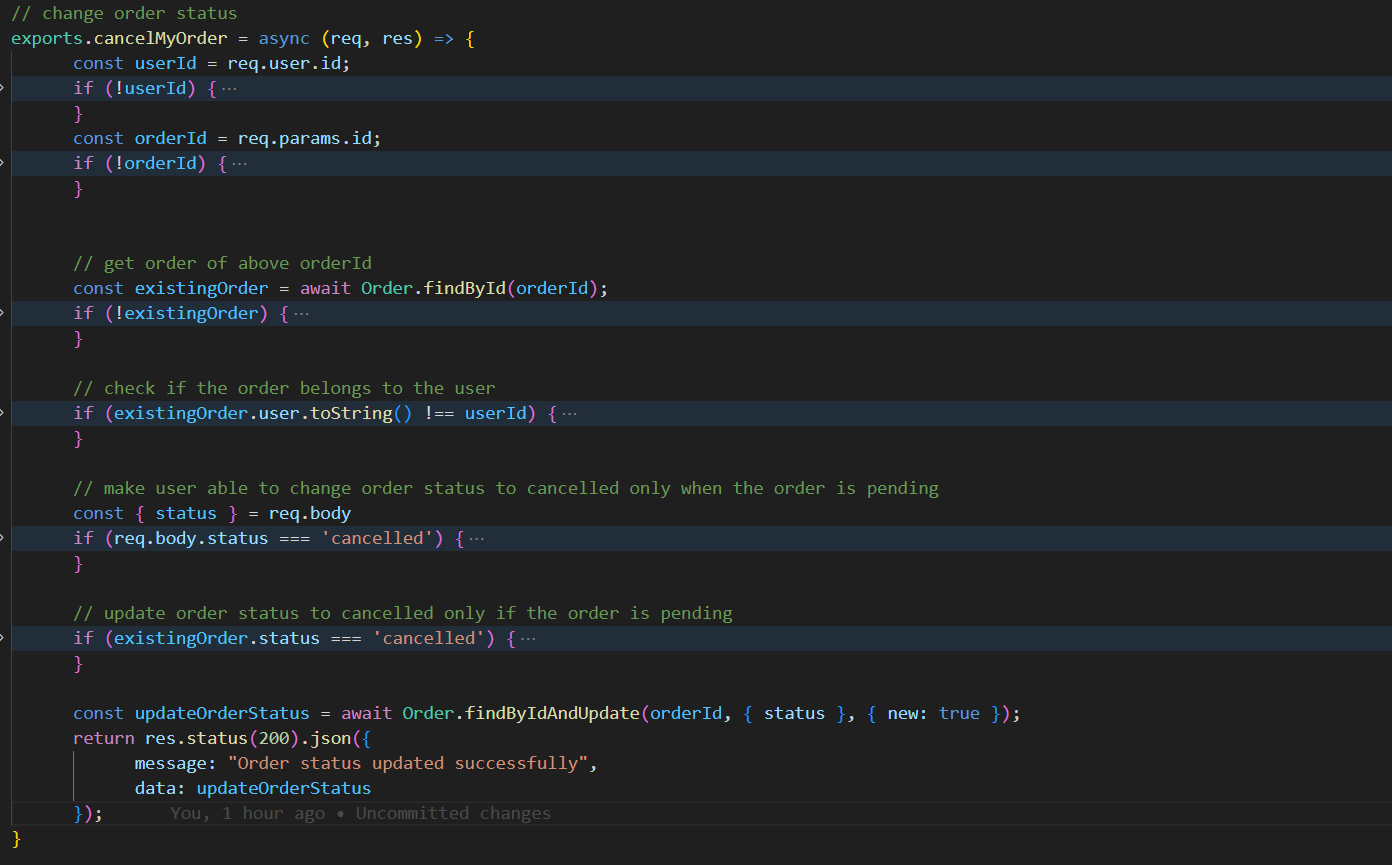 // change order status
exports.cancelMyOrder = async (req, res) => {
const userId = req.user.id;
if (!userId) {···
}
const orderId = req.params.id;
if (!orderId) {···
}
// get order of above orderId
const existingOrder = await Order.findById(orderId);
if (!existingOrder) {···
}
// check if the order belongs to the user
if (existingOrder.user.toString() !== userId) {···
}
// make user able to change order status to cancelled only when the order is pending
const { status } = req.body
if (req.body.status === 'cancelled') {···
}
// update order status to cancelled only if the order is pending
if (existingOrder.status === 'cancelled') {···
}
const updateOrderStatus = await Order.findByIdAndUpdate(orderId, { status }, { new: true });
return res.status(200).json({
message: "Order status updated successfully",
data: updateOrderStatus
}); You, 1 hour ago • Uncommitted changes
}